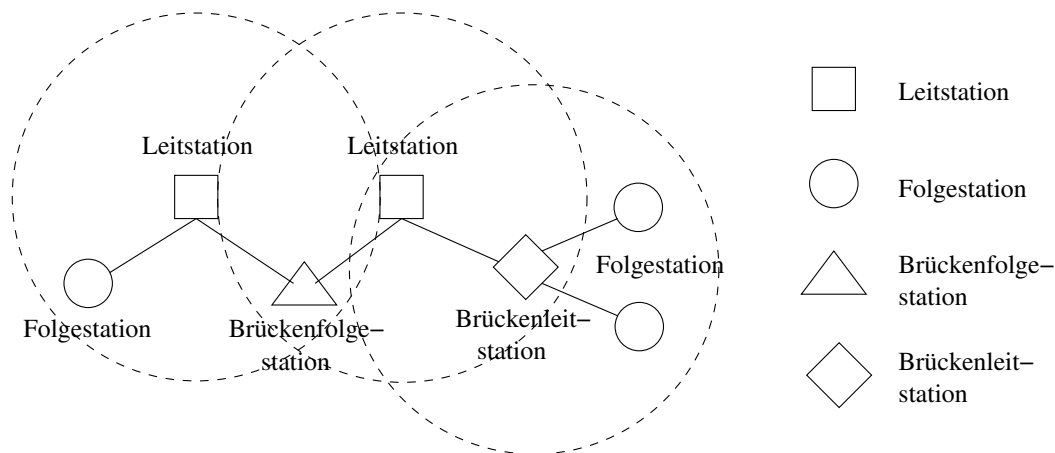 Leitstation
Leitstation
Folgestation
Folgestation
Brückenfolge−
station
Brückenleit−
station
Leitstation
Folgestation
Brückenfolge−
station
Brückenleit−
station